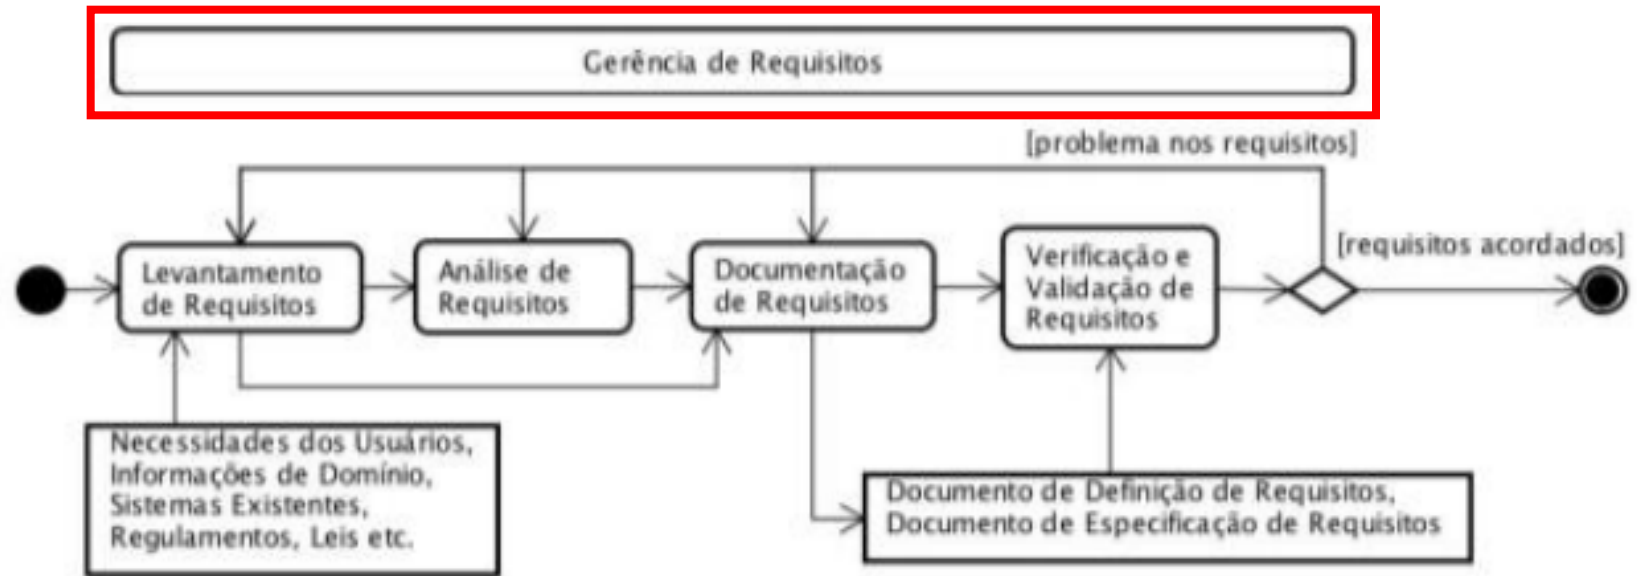 Gerência de Requisitos
[problema nos requisitos]
[requisitos acordados]
Levantamento
de Requisitos
Análise de
Requisitos
Documentação
de Requisitos
Verificação e
Validação de
Requisitos
Necessidades dos Usuários,
Informações de Domínio,
Sistemas Existentes,
Regulamentos, Leis etc.
Documento de Definição de Requisitos,
Documento de Especificação de Requisitos